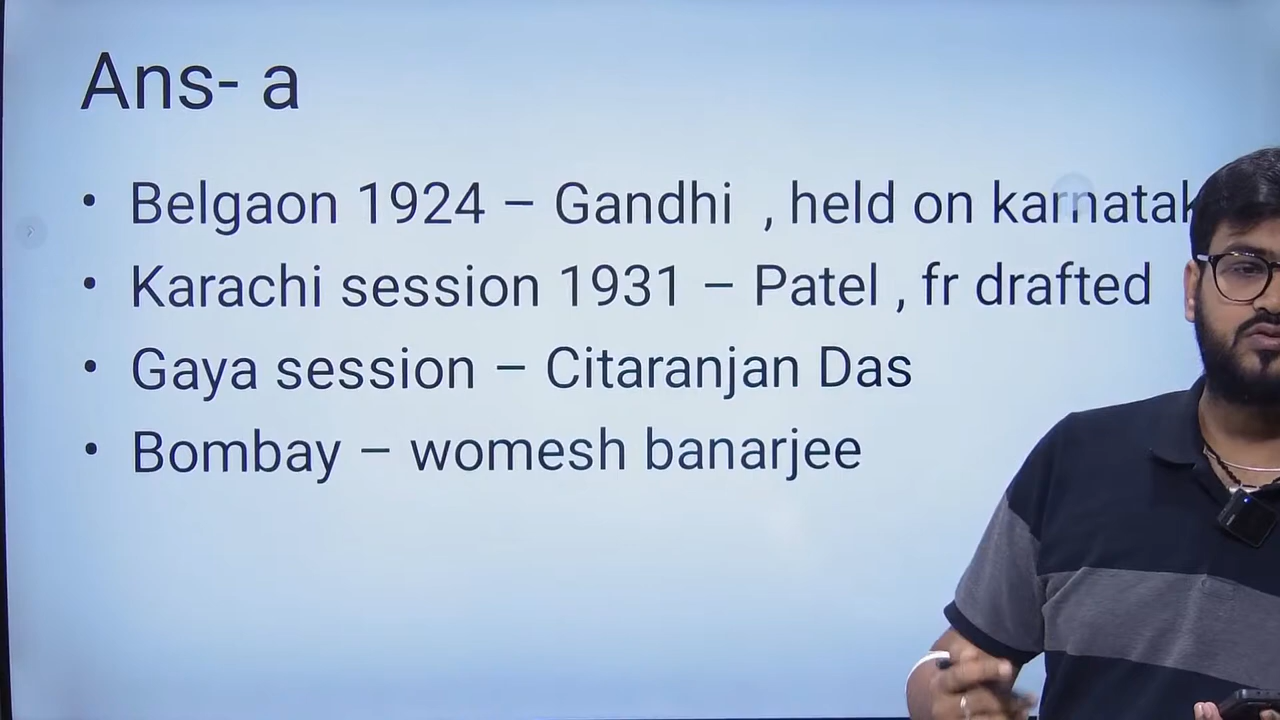 Ans- a
• Belgaon 1924 – Gandhi , held on karnatak
• Karachi session 1931 – Patel , fr drafted
• Gaya session – Citaranjan Das
• Bombay – womesh banarjee